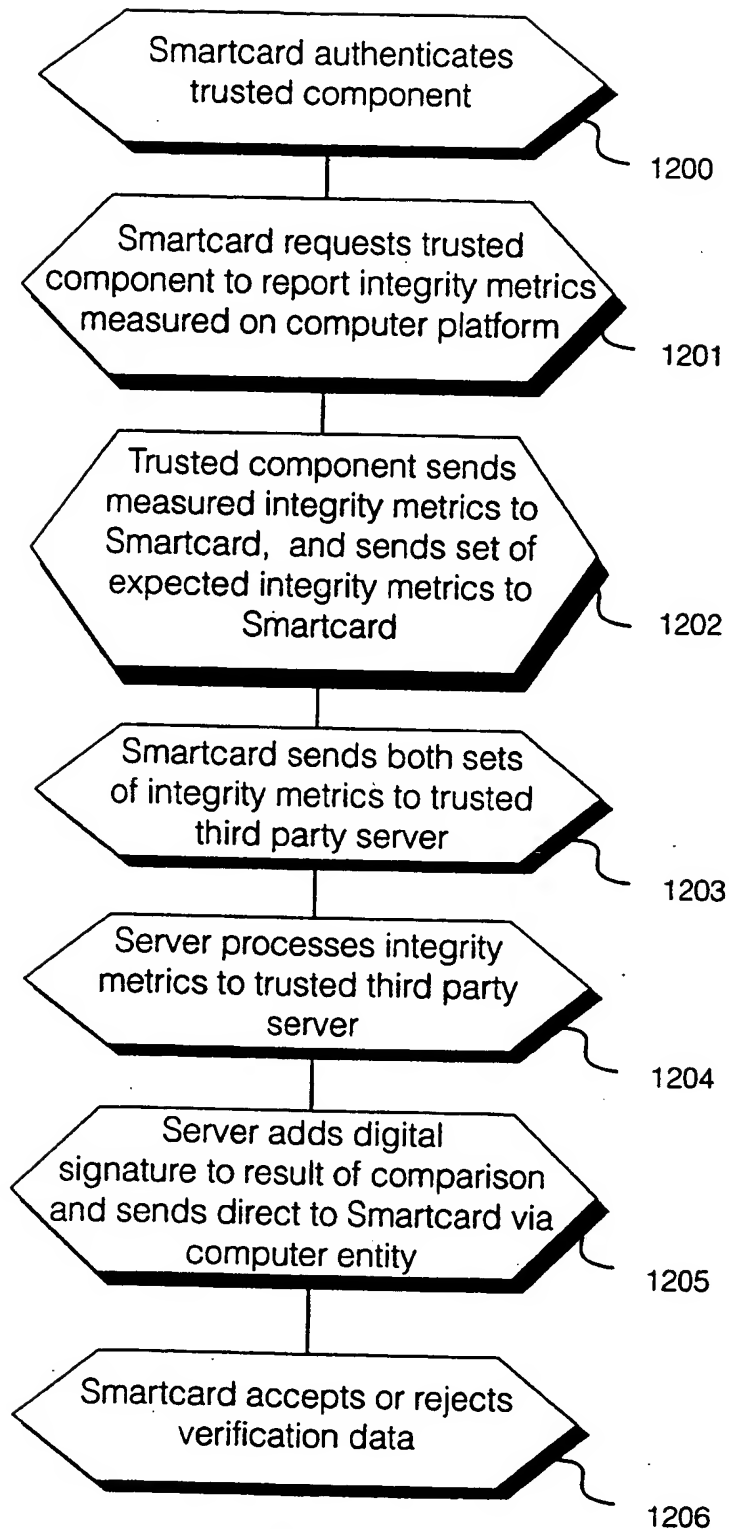 Smartcard authenticates
trusted component
1200
Smartcard requests trusted
component to report integrity metrics
measured on computer platform
1201
Trusted component sends
measured integrity metrics to
Smartcard, and sends set of
expected integrity metrics to
Smartcard
1202
Smartcard sends both sets
of integrity metrics to trusted
third party server
1203
Server processes integrity
metrics to trusted third party
server
1204
Server adds digital
signature to result of comparison
and sends direct to Smartcard via
computer entity
1205
Smartcard accepts or rejects
verification data
1206